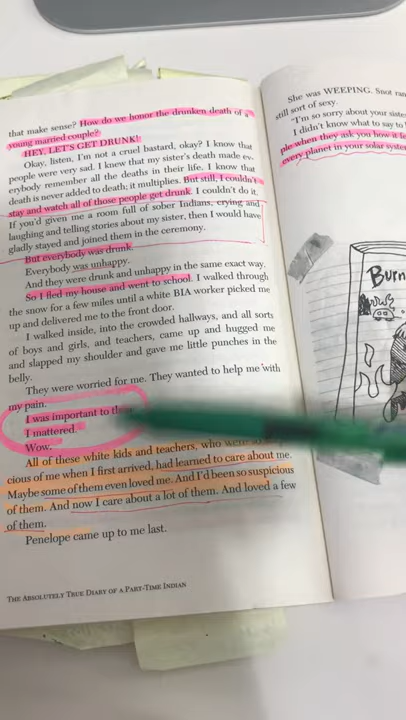 that make sense? How do we honor the drunken death of a
young married couple?
HEY, LET'S GET DRUNK!
Okay, listen, I'm not a cruel bastard, okay? I know that
people were very sad. I knew that my sister's death made ev-
erybody remember all the deaths in their life. I know that
death is never added to death; it multiplies. But still, I couldn't
stay and watch all of those people get drunk. I couldn't do it.
If you'd given me a room full of sober Indians, crying and
laughing and telling stories about my sister, then I would have
gladly stayed and joined them in the ceremony.
But everybody was drunk.
Everybody was unhappy.
And they were drunk and unhappy in the same exact way.
So I fled my house and went to school. I walked through
the snow for a few miles until a white BIA worker picked me
up and delivered me to the front door.
I walked inside, into the crowded hallways, and all sorts
of boys and girls, and teachers, came up and hugged me
and slapped my shoulder and gave me little punches in the
belly.
They were worried for me. They wanted to help me with
my pain.
I was important to
I mattered.
Wow.
All of these white kids and teachers, who were
cious of me when I first arrived, had learned to care about me.
Maybe some of them even loved me. And I'd been so suspicious
of them. And now I care about a lot of them. And loved a few
of them.
Penelope came up to me last.
THE ABSOLUTELY TRUE DIARY OF A PART-TIME INDIAN
She was WEEPING. Snot ran
still sort of sexy.
"I'm so sorry about your
I didn't know what to say to
ple when they ask you how it
every planet in your solar
Burn